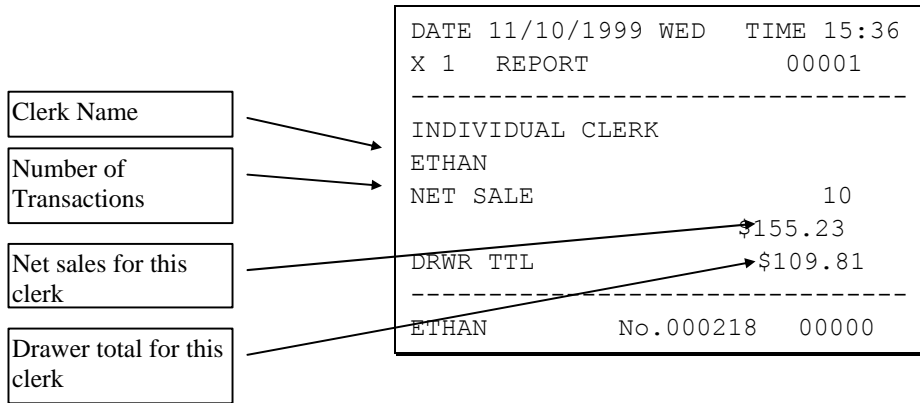 Clerk Name
Number of
Transactions
Net sales for this
clerk
Drawer total for this
clerk
DATE 11/10/1999 WED TIME 15:36
X 1 REPORT 00001
-------------------------------
INDIVIDUAL CLERK
ETHAN
NET SALE 10
$155.23
DRWR TTL $109.81
-------------------------------
ETHAN No.000218 00000